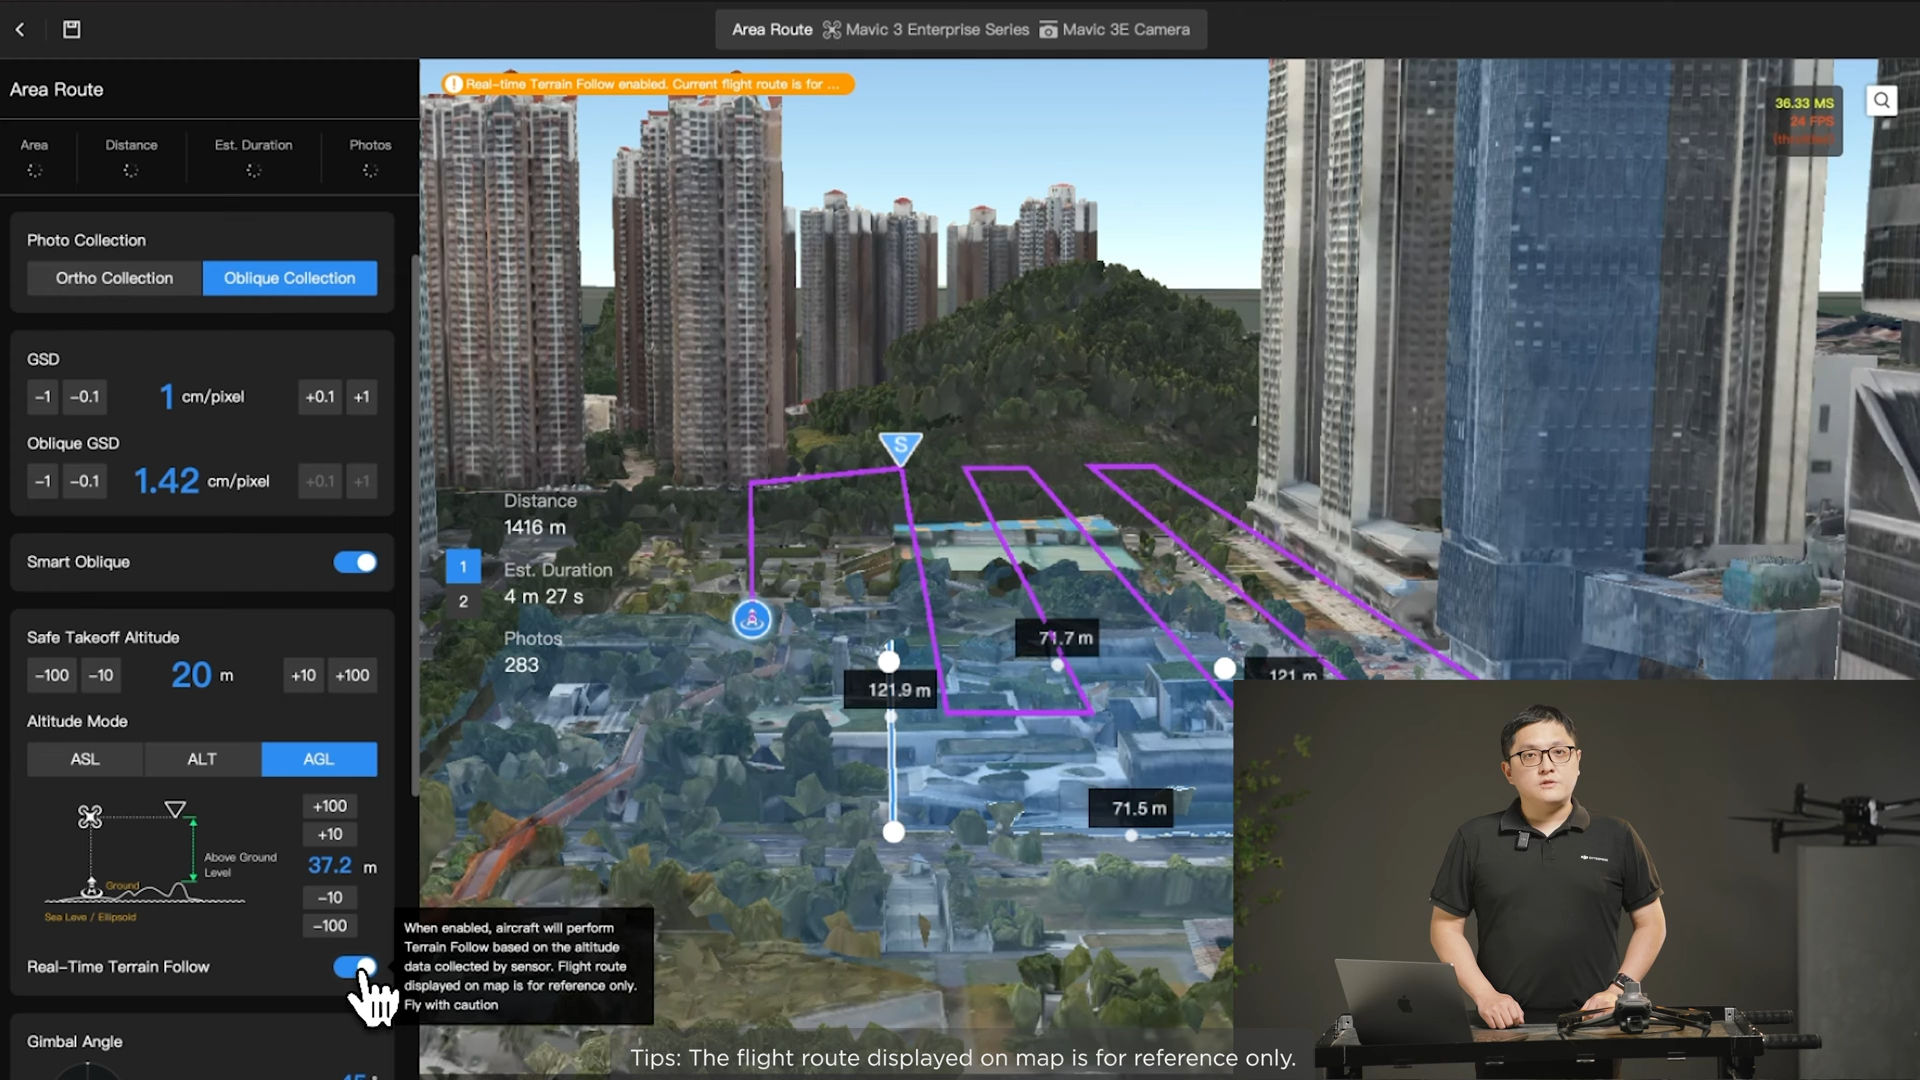 Area Route Mavic 3 Enterprise Series Mavic 3E Camera
Area Route
Area Distance Est. Duration Photos
Photo Collection
Ortho Collection Oblique Collection
GSD
-1 -0.1 1 cm/pixel +0.1 +1
Oblique GSD
-1 -0.1 1.42 cm/pixel +0.1 +1
Smart Oblique
Safe Takeoff Altitude
-100 -10 20 m +10 +100
Altitude Mode
ASL ALT AGL
+100
+10
Above Ground
Level
37.2 m
Ground
-10
Sea Leve / Ellipsoid
-100
Real-Time Terrain Follow
When enabled, aircraft will perform
Terrain Follow based on the altitude
data collected by sensor. Flight route
displayed on map is for reference only.
Fly with caution
Gimbal Angle
Real-time Terrain Follow enabled. Current flight route is for ...
36.33 MS
24 FPS
S
Distance
1416 m
1
Est. Duration
2
4 m 27 s
Photos
283
71.7 m
121.9 m
121 m
71.5 m
Tips: The flight route displayed on map is for reference only.